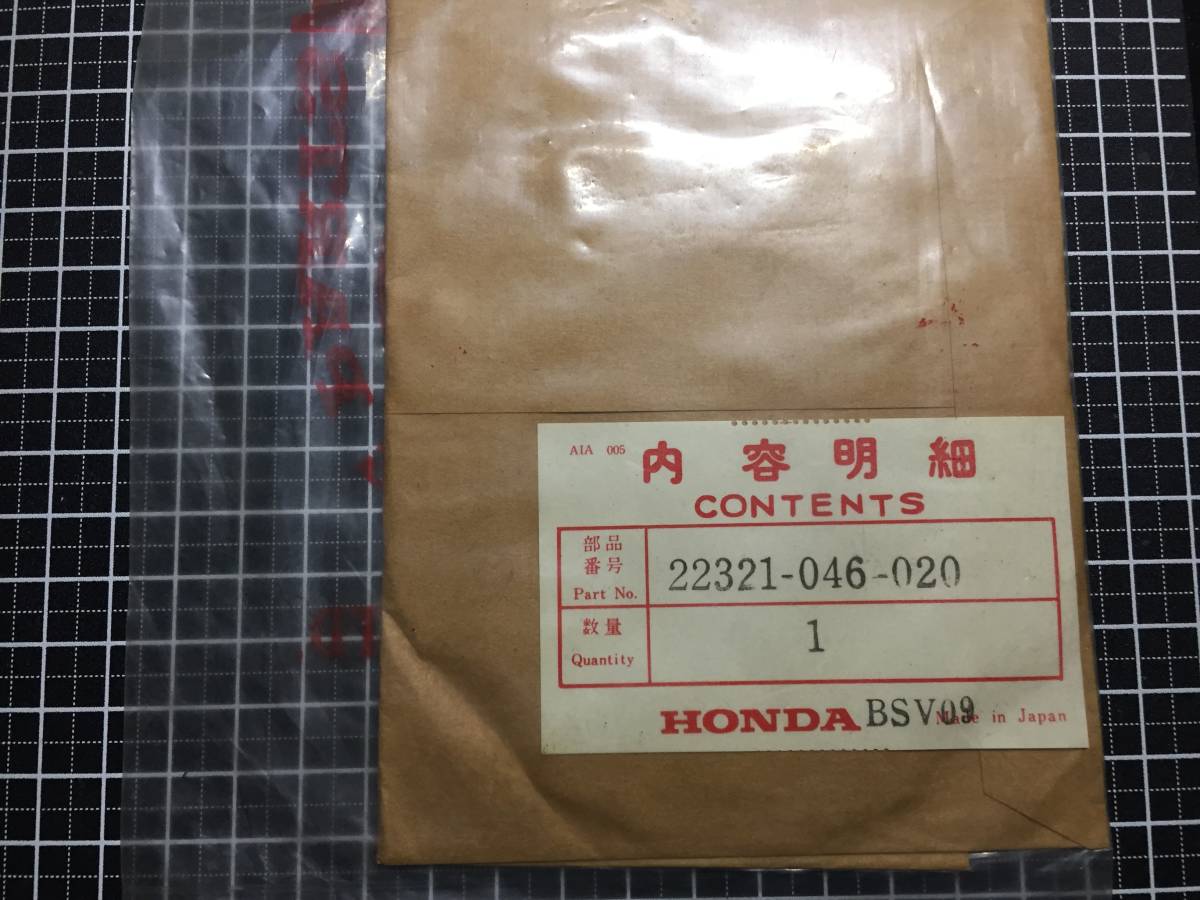 AIA 005
内容明細
CONTENTS
部品
番号
Part No.
22321-046-020
数量
Quantity
1
HONDA BSV09 Made in Japan